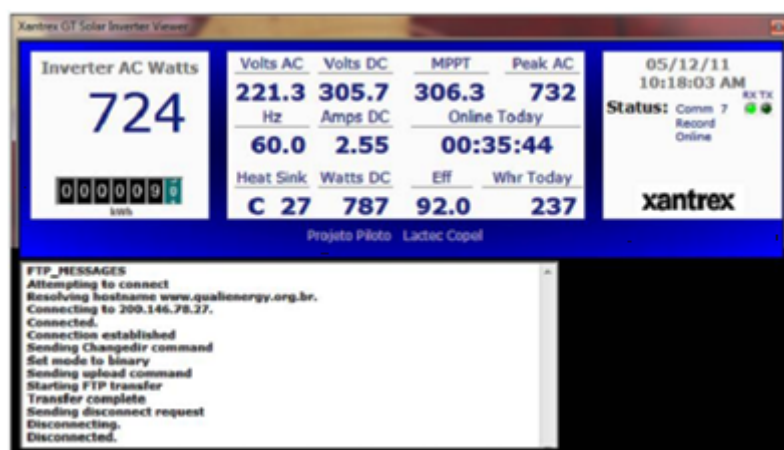 Xantrex GT Solar Inverter Viewer
Inverter AC Watts
724
0000009
kWh
Volts AC Volts DC MPPT Peak AC
221.3 305.7 306.3 732
Hz Amps DC Online Today
60.0 2.55 00:35:44
Heat Sink Watts DC Eff Whr Today
C 27 787 92.0 237
05/12/11
10:18:03 AM
RX TX
Status: Comm 7
Record
Online
xantrex
Projeto Piloto Lactec Copel
FTP_MESSAGES
Attempting to connect
Resolving hostname www.qualienergy.org.br.
Connecting to 200.146.78.27.
Connected.
Connection established
Sending Changedir command
Set mode to binary
Sending upload command
Starting FTP transfer
Transfer complete
Sending disconnect request
Disconnecting.
Disconnected.